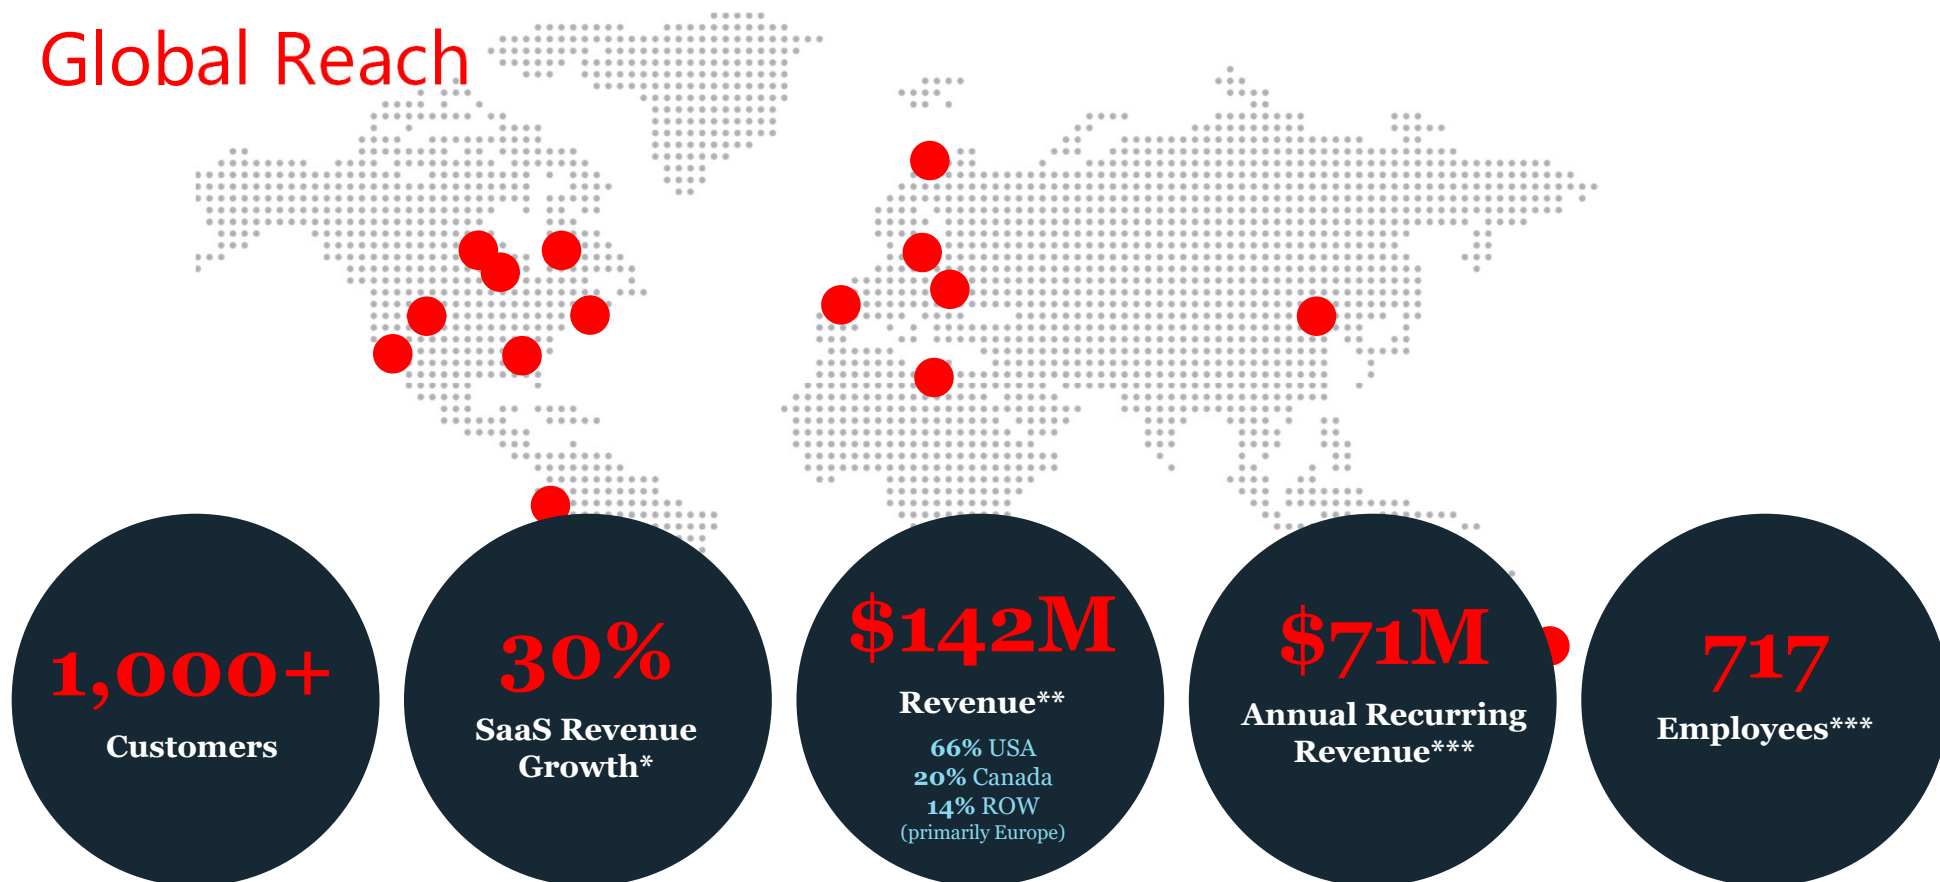 Global Reach
1,000+
Customers
30%
SaaS Revenue
Growth*
$142M
Revenue**
66% USA
20% Canada
14% ROW
(primarily Europe)
$71M
Annual Recurring
Revenue***
717
Employees***